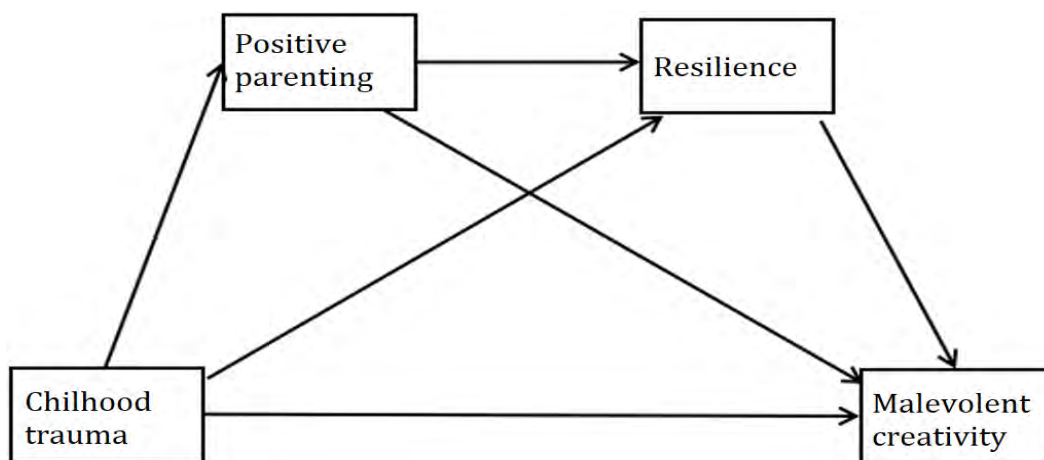 Positive
parenting
Resilience
Chilhood
trauma
Malevolent
creativity